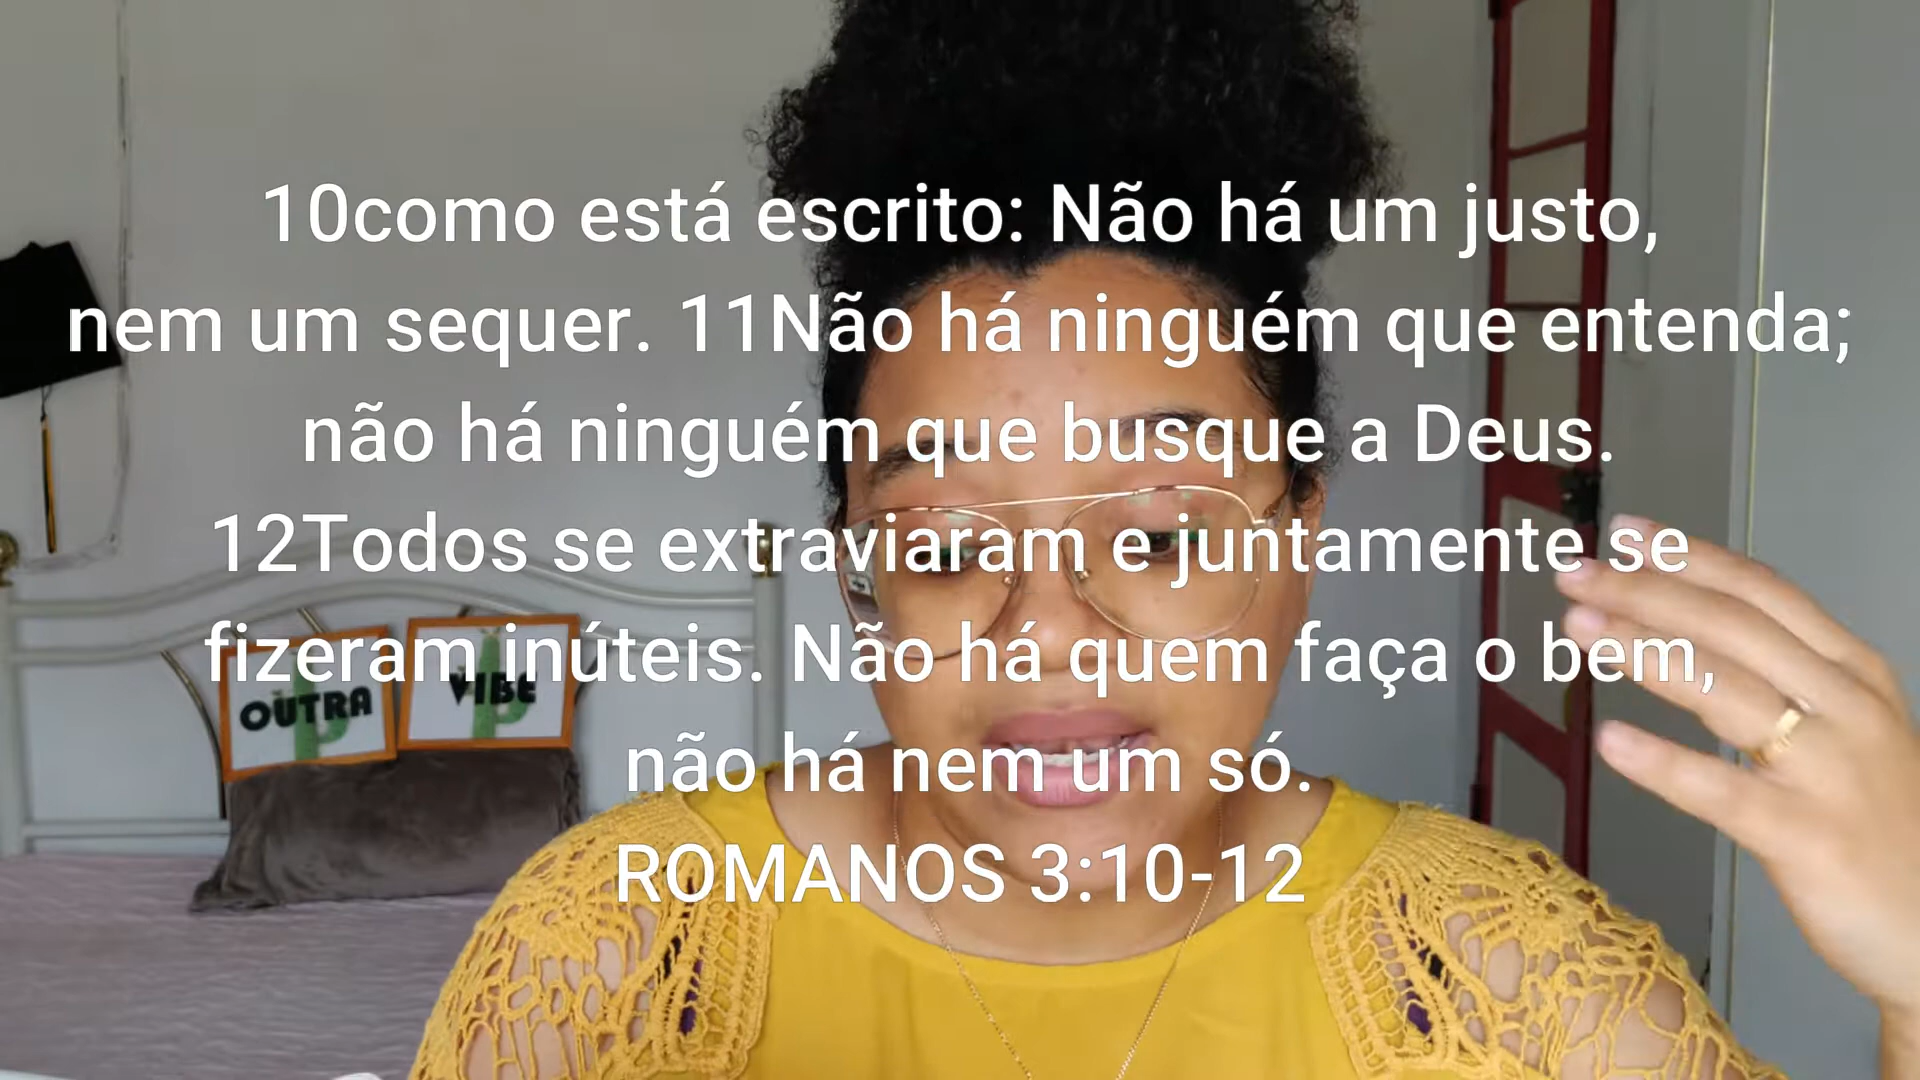 10como está escrito: Não há um justo,
nem um sequer. 11Não há ninguém que entenda;
não há ninguém que busque a Deus.
12Todos se extraviaram e juntamente se
fizeram inúteis. Não há quem faça o bem,
não há nem um só.
ROMANOS 3:10-12
OUTRA
VIBE